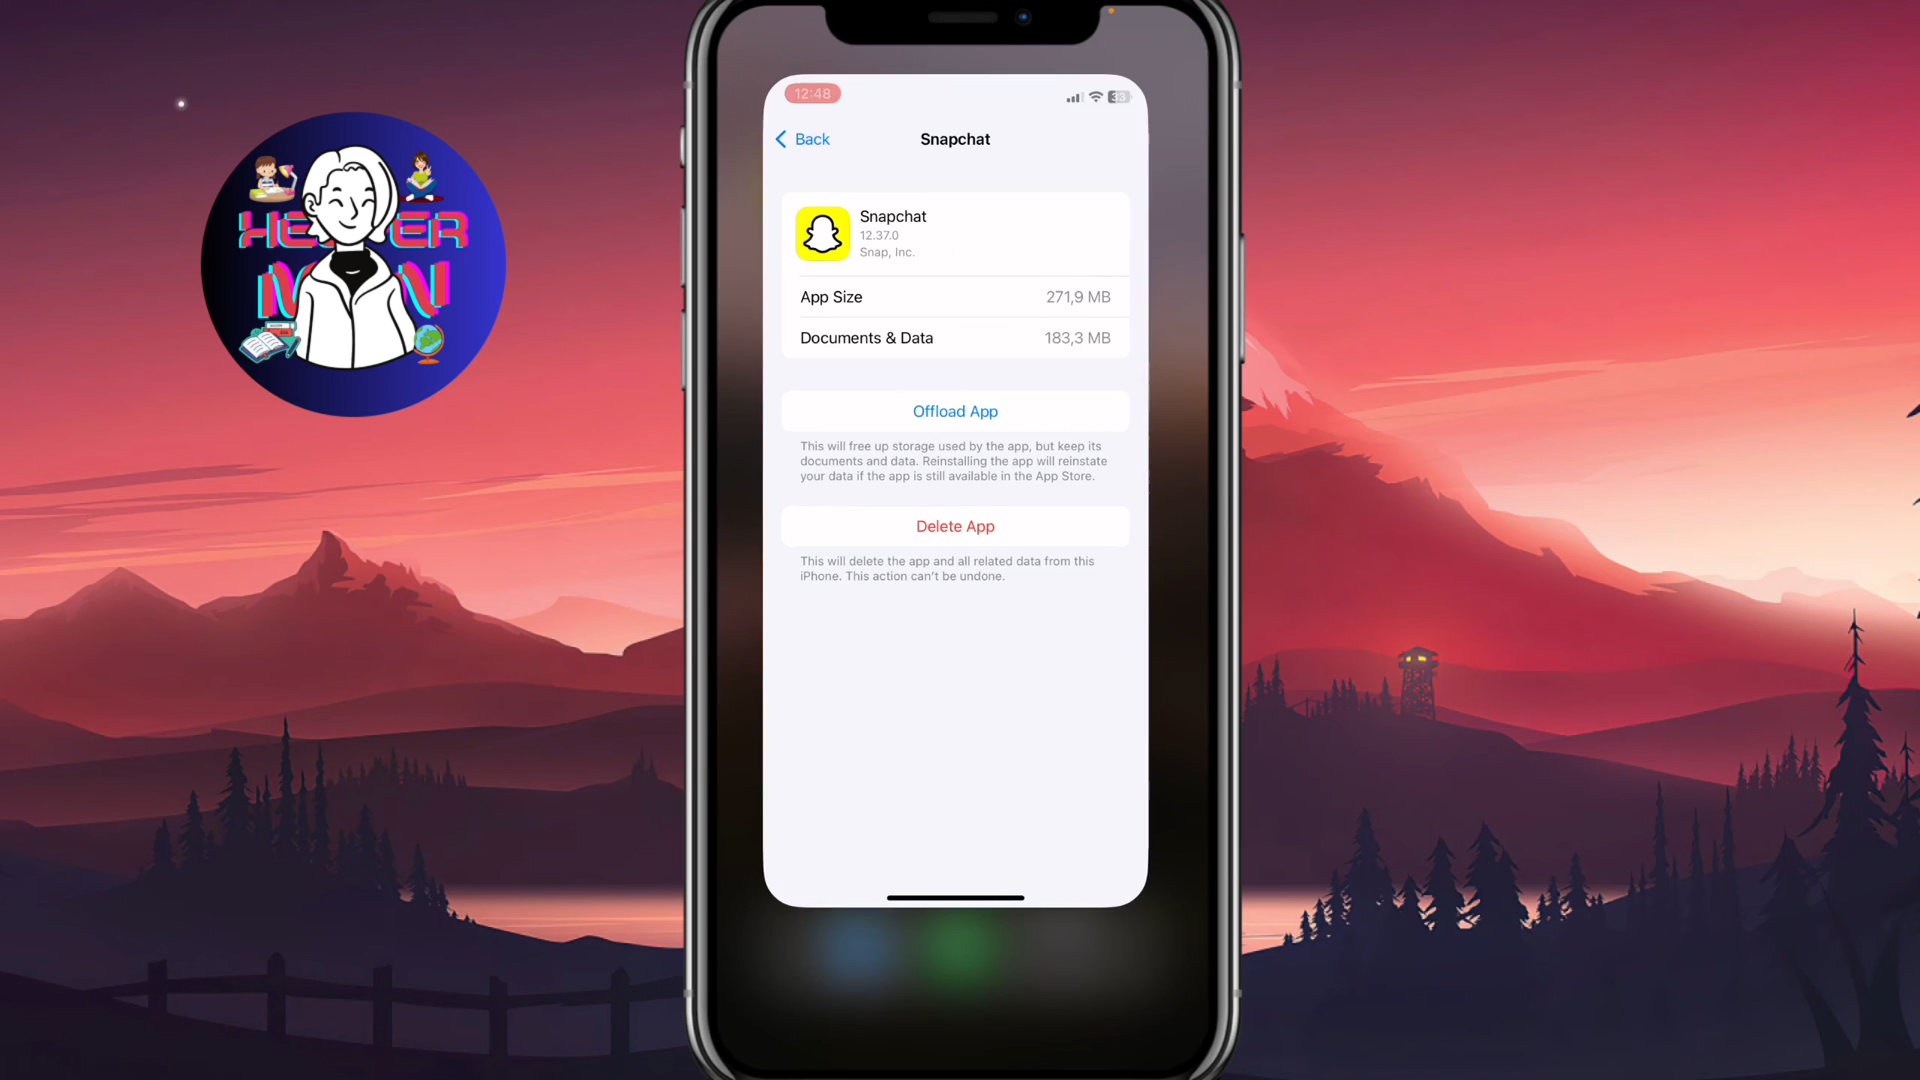 12:48
33
Back
Snapchat
Snapchat
12.37.0
Snap, Inc.
App Size 271,9 MB
Documents & Data 183,3 MB
Offload App
This will free up storage used by the app, but keep its
documents and data. Reinstalling the app will reinstate
your data if the app is still available in the App Store.
Delete App
This will delete the app and all related data from this
iPhone. This action can't be undone.